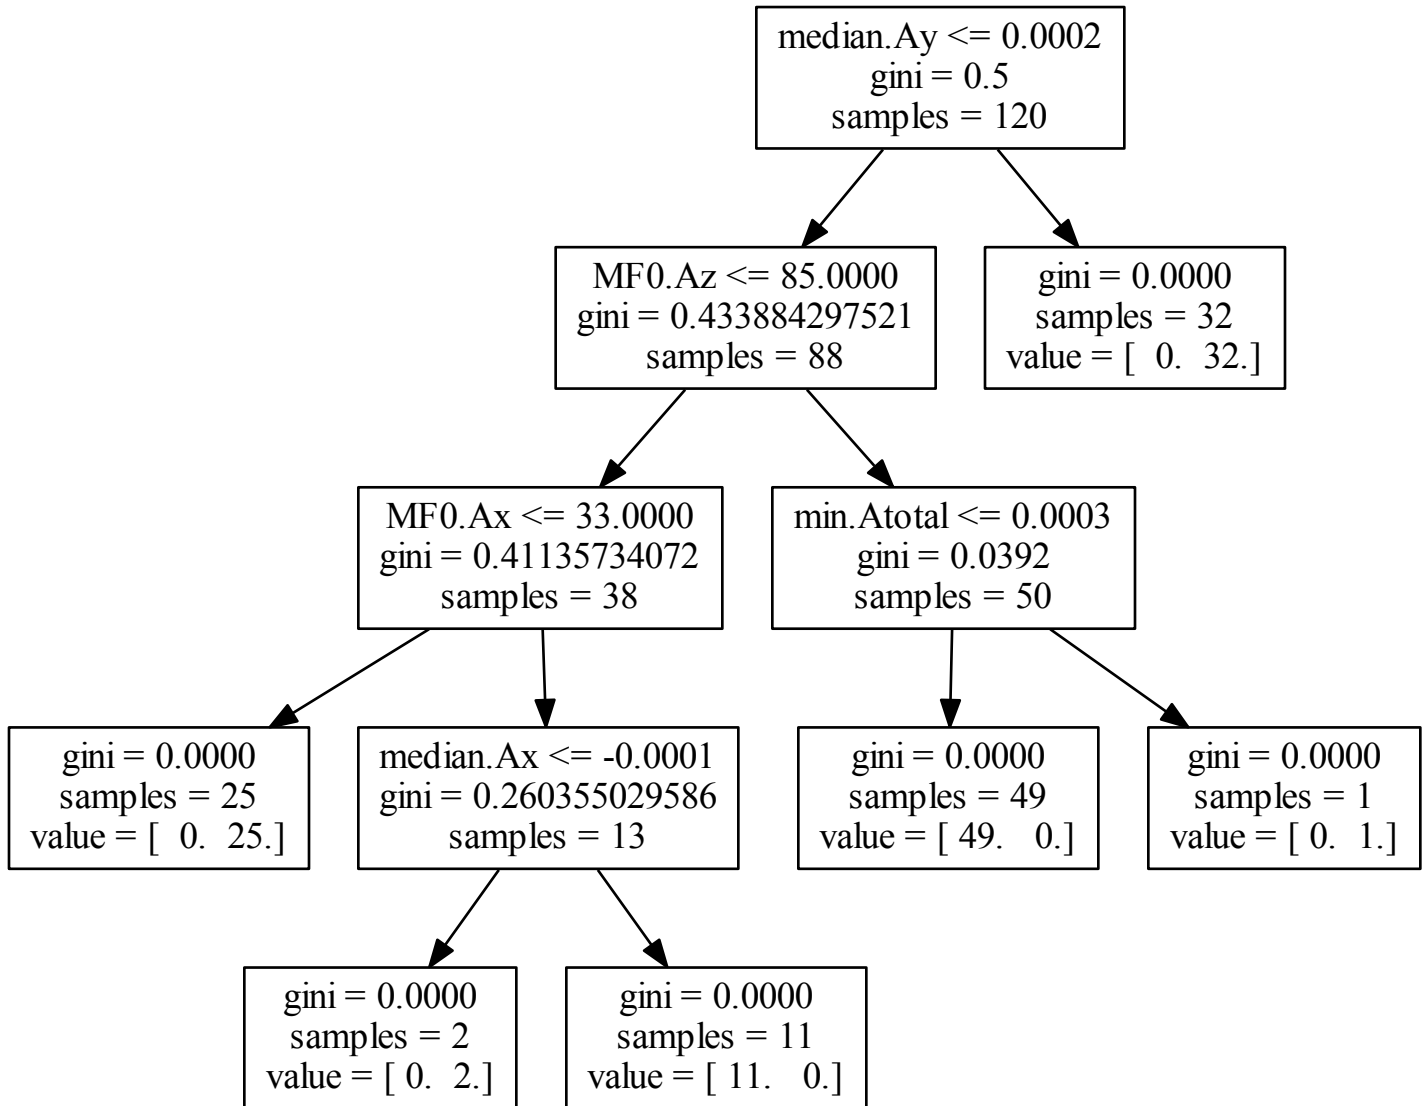 median.Ay <= 0.0002
gini = 0.5
samples = 120
MF0.Az <= 85.0000
gini = 0.433884297521
samples = 88
gini = 0.0000
samples = 32
value = [  0.  32.]
MF0.Ax <= 33.0000
gini = 0.41135734072
samples = 38
min.Atotal <= 0.0003
gini = 0.0392
samples = 50
gini = 0.0000
samples = 25
value = [  0.  25.]
median.Ax <= -0.0001
gini = 0.260355029586
samples = 13
gini = 0.0000
samples = 49
value = [ 49.   0.]
gini = 0.0000
samples = 1
value = [ 0.  1.]
gini = 0.0000
samples = 2
value = [ 0.  2.]
gini = 0.0000
samples = 11
value = [ 11.   0.]